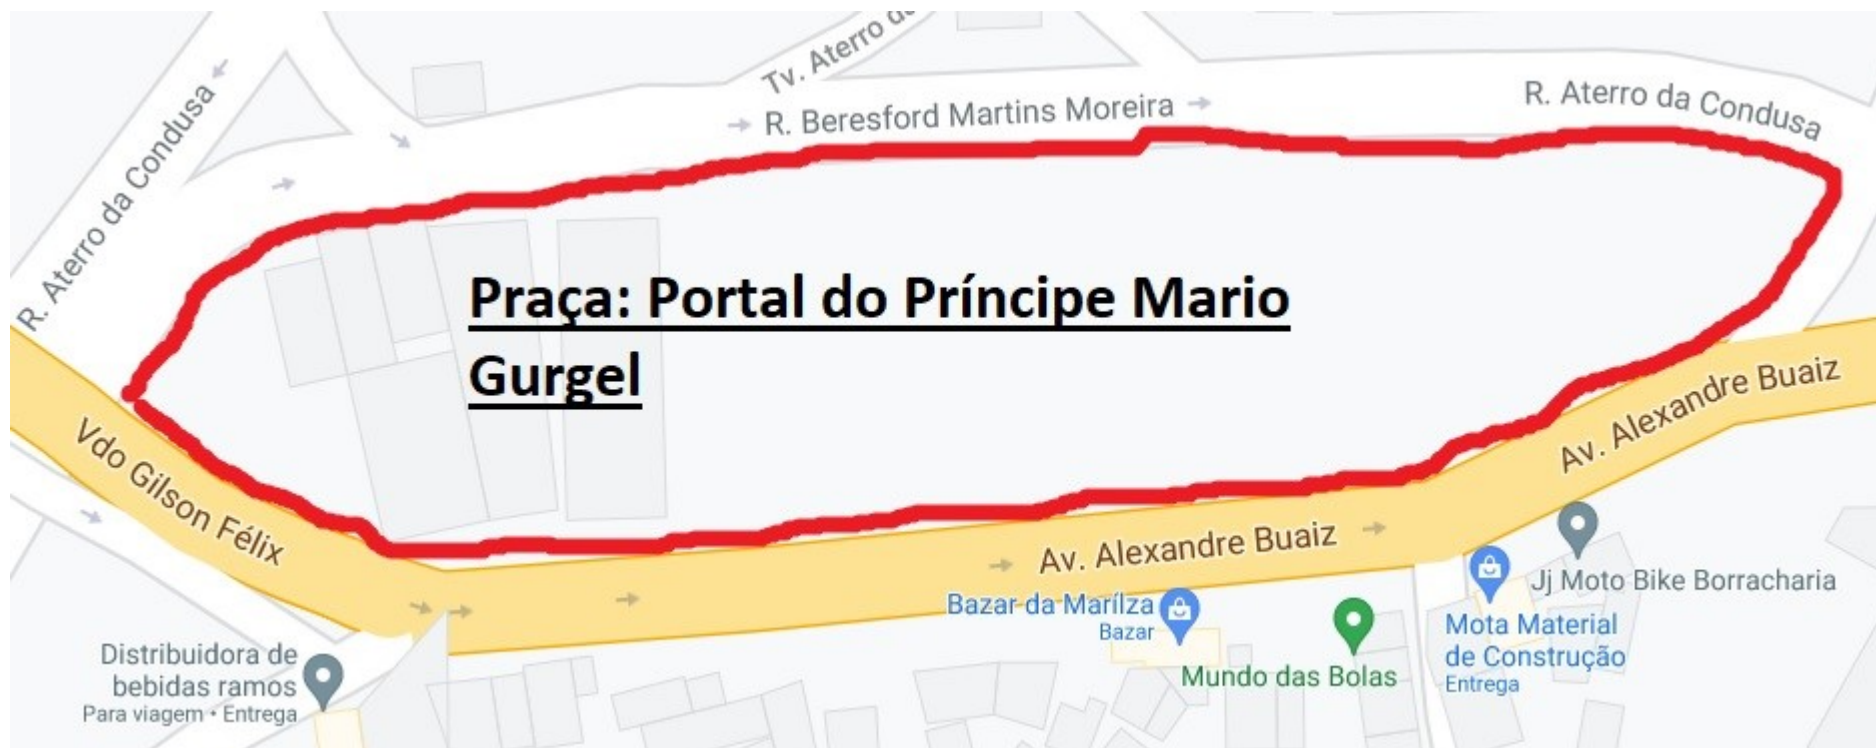 Tv. Aterro da
R. Beresford Martins Moreira
R. Aterro da Condusa
R. Aterro da Condusa
Praça: Portal do Príncipe Mario
Gurgel
Vdo Gilson Félix
Av. Alexandre Buaiz
Av. Alexandre Buaiz
Jj Moto Bike Borracharia
Bazar da Marílza
Bazar
Mota Material
de Construção
Entrega
Mundo das Bolas
Distribuidora de
bebidas ramos
Para viagem • Entrega